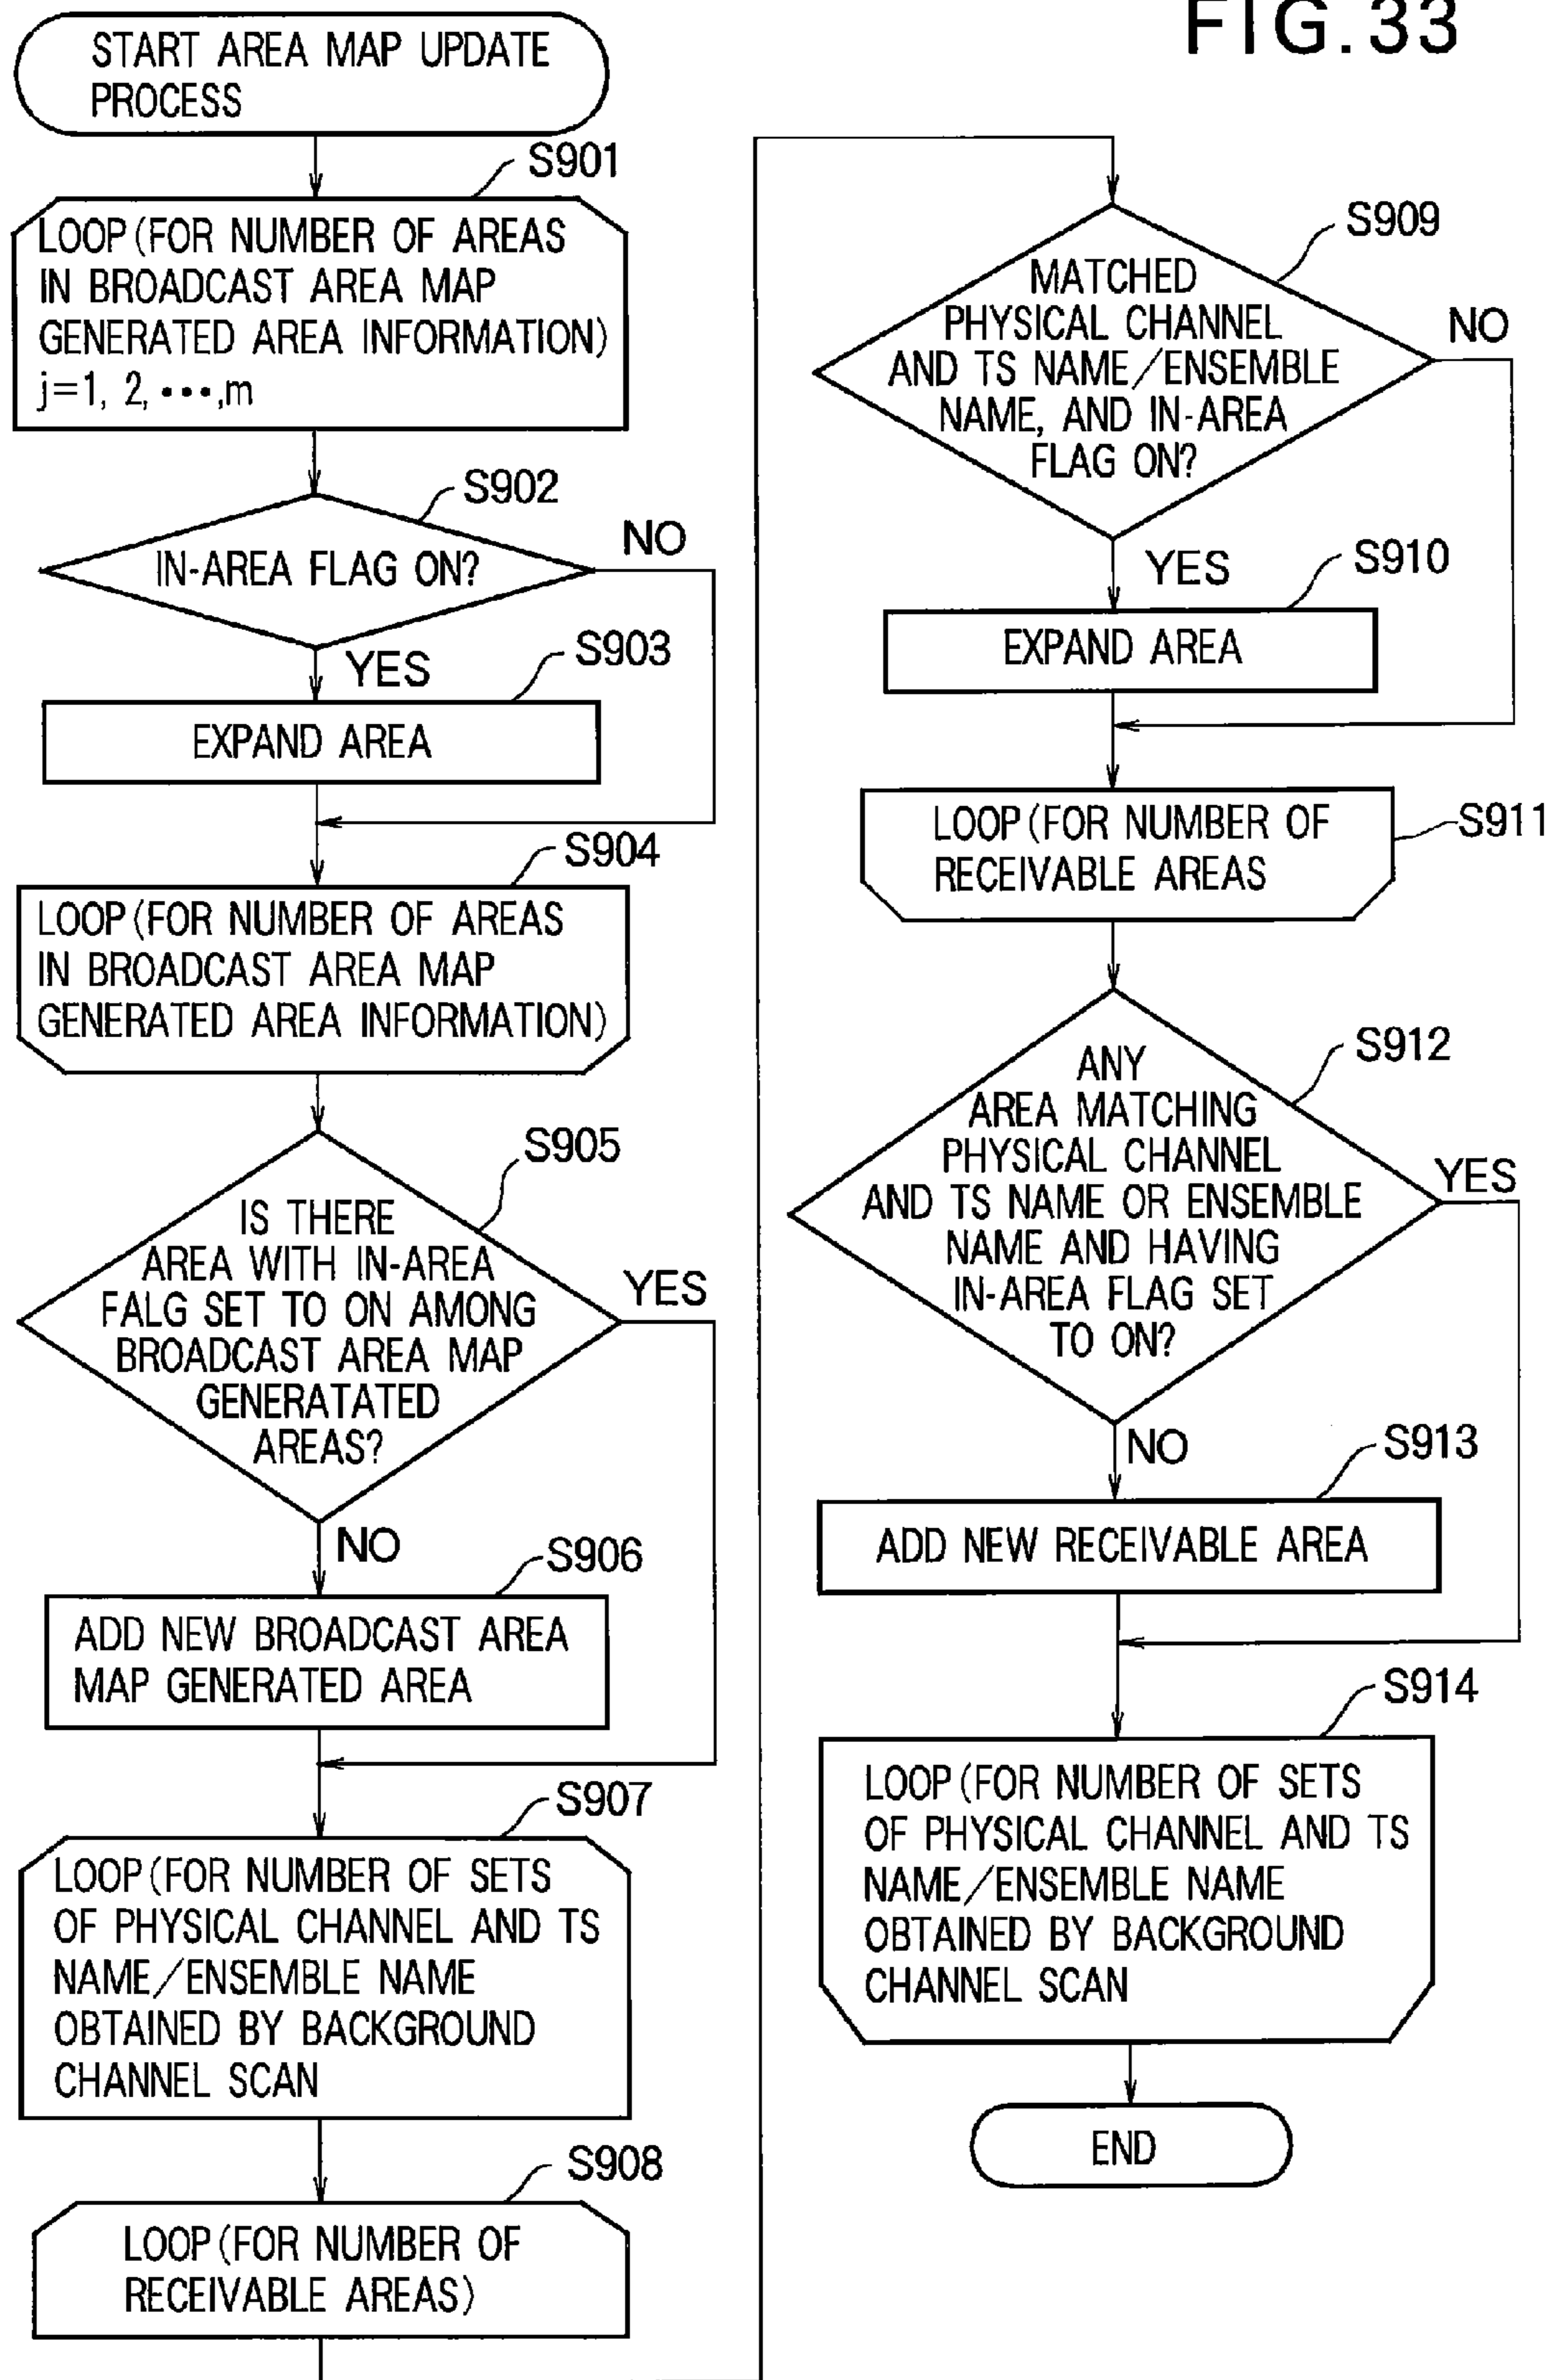 FIG.33
START AREA MAP UPDATE
PROCESS
S901
LOOP(FOR NUMBER OF AREAS
IN BROADCAST AREA MAP
GENERATED AREA INFORMATION)
j=1, 2, •••,m
S902
IN-AREA FLAG ON?
NO
YES
S903
EXPAND AREA
S904
LOOP(FOR NUMBER OF AREAS
IN BROADCAST AREA MAP
GENERATED AREA INFORMATION)
S905
IS THERE
AREA WITH IN-AREA
FALG SET TO ON AMONG
BROADCAST AREA MAP
GENERATATED
AREAS?
YES
NO
S906
ADD NEW BROADCAST AREA
MAP GENERATED AREA
S907
LOOP(FOR NUMBER OF SETS
OF PHYSICAL CHANNEL AND TS
NAME/ENSEMBLE NAME
OBTAINED BY BACKGROUND
CHANNEL SCAN
S908
LOOP(FOR NUMBER OF
RECEIVABLE AREAS)
S909
MATCHED
PHYSICAL CHANNEL
AND TS NAME/ENSEMBLE
NAME, AND IN-AREA
FLAG ON?
NO
YES
S910
EXPAND AREA
S911
LOOP(FOR NUMBER OF
RECEIVABLE AREAS
S912
ANY
AREA MATCHING
PHYSICAL CHANNEL
AND TS NAME OR ENSEMBLE
NAME AND HAVING
IN-AREA FLAG SET
TO ON?
YES
NO
S913
ADD NEW RECEIVABLE AREA
S914
LOOP(FOR NUMBER OF SETS
OF PHYSICAL CHANNEL AND TS
NAME/ENSEMBLE NAME
OBTAINED BY BACKGROUND
CHANNEL SCAN
END